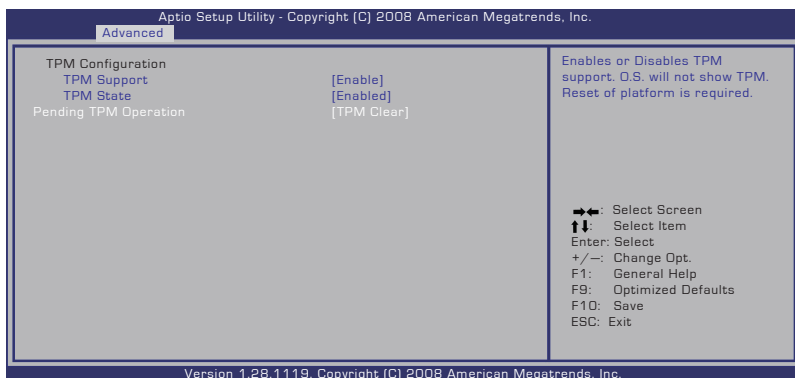 Aptio Setup Utility - Copyright (C) 2008 American Megatrends, Inc.
Advanced
TPM Configuration
TPM Support [Enable]
TPM State [Enabled]
Pending TPM Operation [TPM Clear]
Enables or Disables TPM
support. O.S. will not show TPM.
Reset of platform is required.
→←: Select Screen
↑↓: Select Item
Enter: Select
+/—: Change Opt.
F1: General Help
F9: Optimized Defaults
F10: Save
ESC: Exit
Version 1.28.1119. Copyright (C) 2008 American Megatrends, Inc.